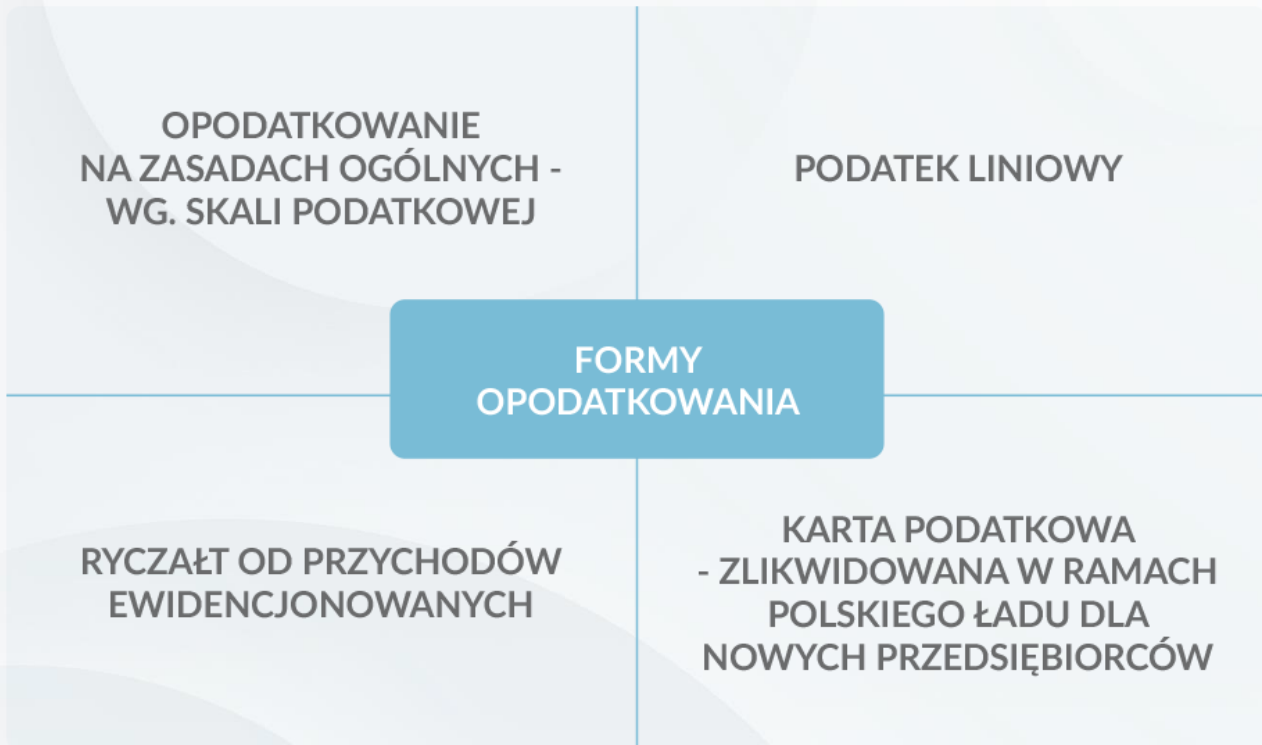 OPODATKOWANIE
NA ZASADACH OGÓLNYCH -
WG. SKALI PODATKOWEJ
PODATEK LINIOWY
FORMY
OPODATKOWANIA
RYCZAŁT OD PRZYCHODÓW
EWIDENCJONOWANYCH
KARTA PODATKOWA
- ZLIKWIDOWANA W RAMACH
POLSKIEGO ŁADU DLA
NOWYCH PRZEDSIĘBIORCÓW